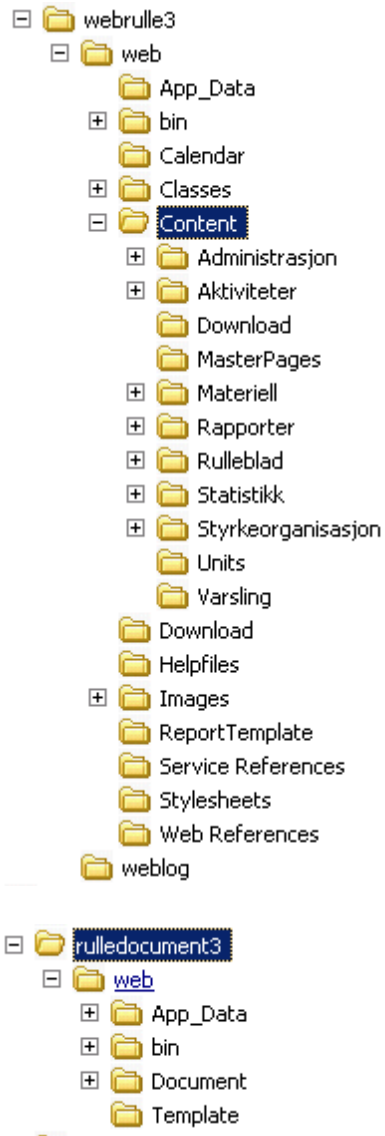 webrulle3
web
App_Data
bin
Calendar
Classes
Content
Administrasjon
Aktiviteter
Download
MasterPages
Materiell
Rapporter
Rulleblad
Statistikk
Styrkeorganisasjon
Units
Varsling
Download
Helpfiles
Images
ReportTemplate
Service References
Stylesheets
Web References
weblog
rulledocument3
web
App_Data
bin
Document
Template